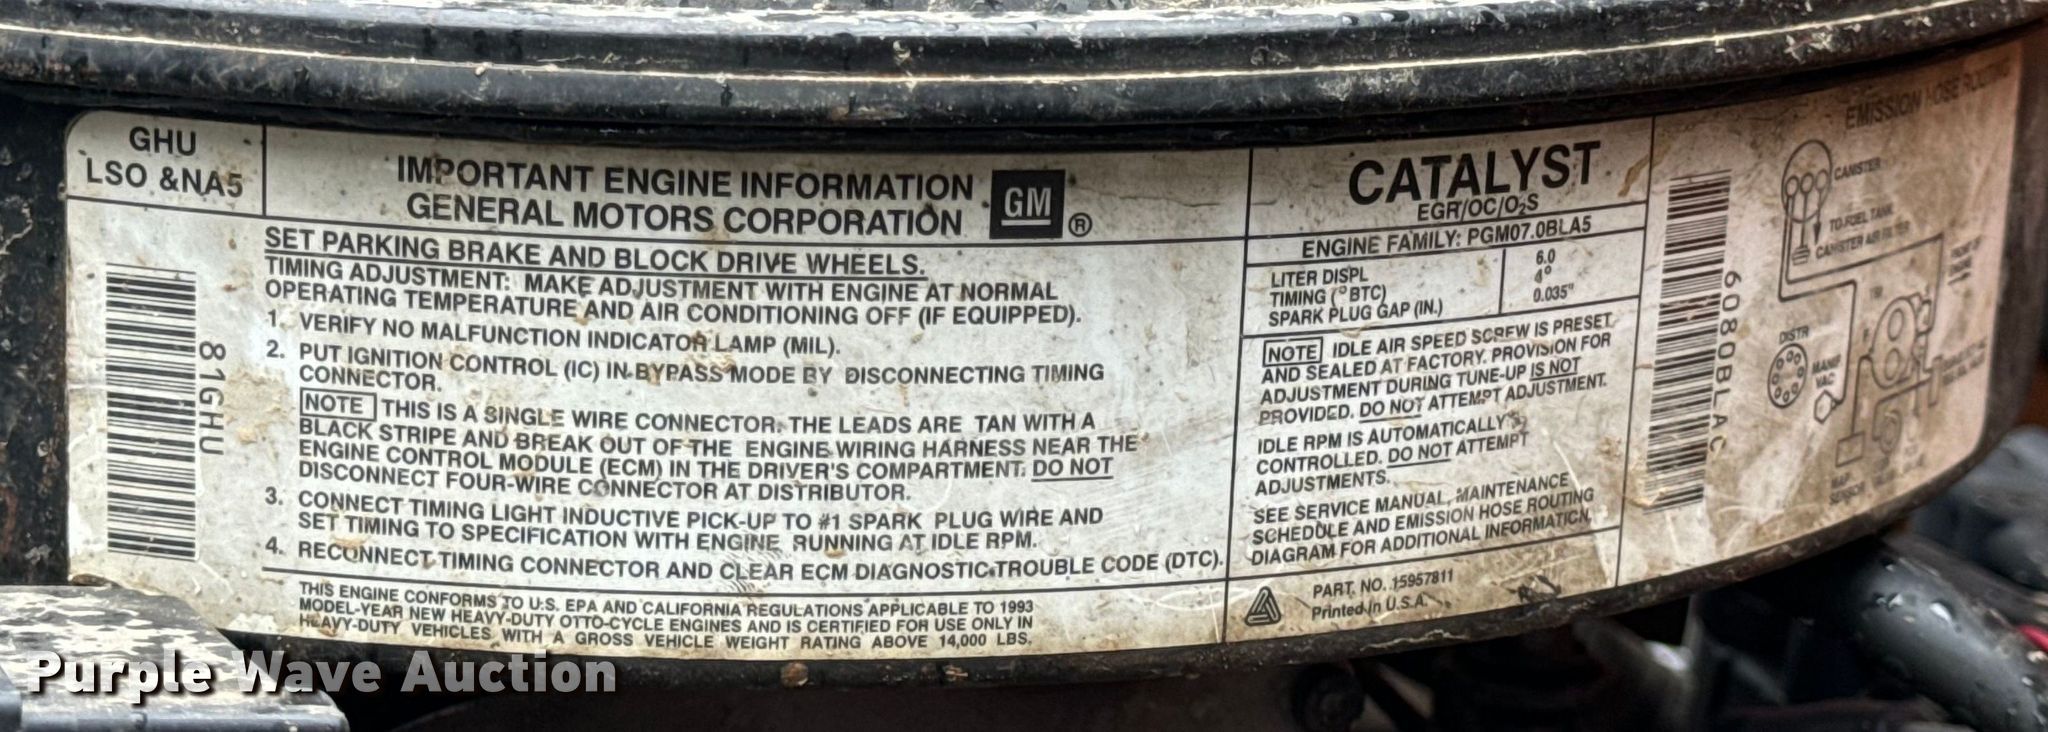 GHU
LSO &NA5
81GHU
IMPORTANT ENGINE INFORMATION
GENERAL MOTORS CORPORATION
GM ®
SET PARKING BRAKE AND BLOCK DRIVE WHEELS.
TIMING ADJUSTMENT: MAKE ADJUSTMENT WITH ENGINE AT NORMAL
OPERATING TEMPERATURE AND AIR CONDITIONING OFF (IF EQUIPPED).
1. VERIFY NO MALFUNCTION INDICATOR LAMP (MIL).
2. PUT IGNITION CONTROL (IC) IN BYPASS MODE BY DISCONNECTING TIMING
CONNECTOR.
NOTE THIS IS A SINGLE WIRE CONNECTOR. THE LEADS ARE TAN WITH A
BLACK STRIPE AND BREAK OUT OF THE ENGINE WIRING HARNESS NEAR THE
ENGINE CONTROL MODULE (ECM) IN THE DRIVER'S COMPARTMENT. DO NOT
DISCONNECT FOUR-WIRE CONNECTOR AT DISTRIBUTOR.
3. CONNECT TIMING LIGHT INDUCTIVE PICK-UP TO #1 SPARK PLUG WIRE AND
SET TIMING TO SPECIFICATION WITH ENGINE RUNNING AT IDLE RPM.
4. RECONNECT TIMING CONNECTOR AND CLEAR ECM DIAGNOSTIC TROUBLE CODE (DTC).
THIS ENGINE CONFORMS TO U.S. EPA AND CALIFORNIA REGULATIONS APPLICABLE TO 1993
MODEL-YEAR NEW HEAVY-DUTY OTTO-CYCLE ENGINES AND IS CERTIFIED FOR USE ONLY IN
HEAVY-DUTY VEHICLES WITH A GROSS VEHICLE WEIGHT RATING ABOVE 14,000 LBS.
CATALYST
EGR/OC/O2S
ENGINE FAMILY: PGM07.0BLA5
LITER DISPL 6.0
TIMING (°BTC) 4°
SPARK PLUG GAP (IN.) 0.035"
NOTE IDLE AIR SPEED SCREW IS PRESET
AND SEALED AT FACTORY. PROVISION FOR
ADJUSTMENT DURING TUNE-UP IS NOT
PROVIDED. DO NOT ATTEMPT ADJUSTMENT.
IDLE RPM IS AUTOMATICALLY
CONTROLLED. DO NOT ATTEMPT
ADJUSTMENTS.
SEE SERVICE MANUAL, MAINTENANCE
SCHEDULE AND EMISSION HOSE ROUTING
DIAGRAM FOR ADDITIONAL INFORMATION.
PART. NO. 15957811
Printed in U.S.A.
6080BLAC
EMISSION HOSE ROUTING
CANISTER
TO FUEL TANK
CANISTER AIR FILTER
DISTR
MANIF
VAC
MAP
SENSOR
Purple Wave Auction